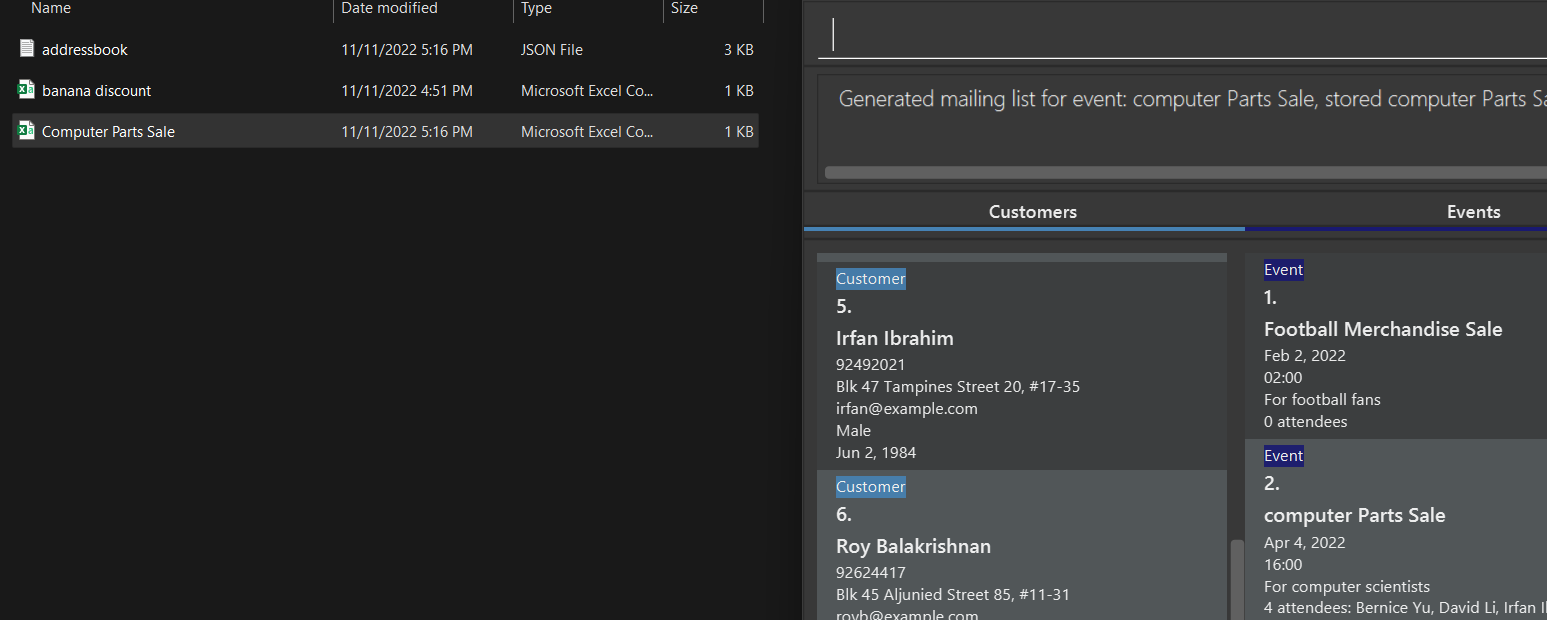 Name Date modified Type Size
addressbook 11/11/2022 5:16 PM JSON File 3 KB
banana discount 11/11/2022 4:51 PM Microsoft Excel Co... 1 KB
Computer Parts Sale 11/11/2022 5:16 PM Microsoft Excel Co... 1 KB
Generated mailing list for event: computer Parts Sale, stored computer Parts
Customers Events
Customer
5.
Irfan Ibrahim
92492021
Blk 47 Tampines Street 20, #17-35
irfan@example.com
Male
Jun 2, 1984
Customer
6.
Roy Balakrishnan
92624417
Blk 45 Aljunied Street 85, #11-31
royb@example.com
Event
1.
Football Merchandise Sale
Feb 2, 2022
02:00
For football fans
0 attendees
Event
2.
computer Parts Sale
Apr 4, 2022
16:00
For computer scientists
4 attendees: Bernice Yu, David Li, Irfan